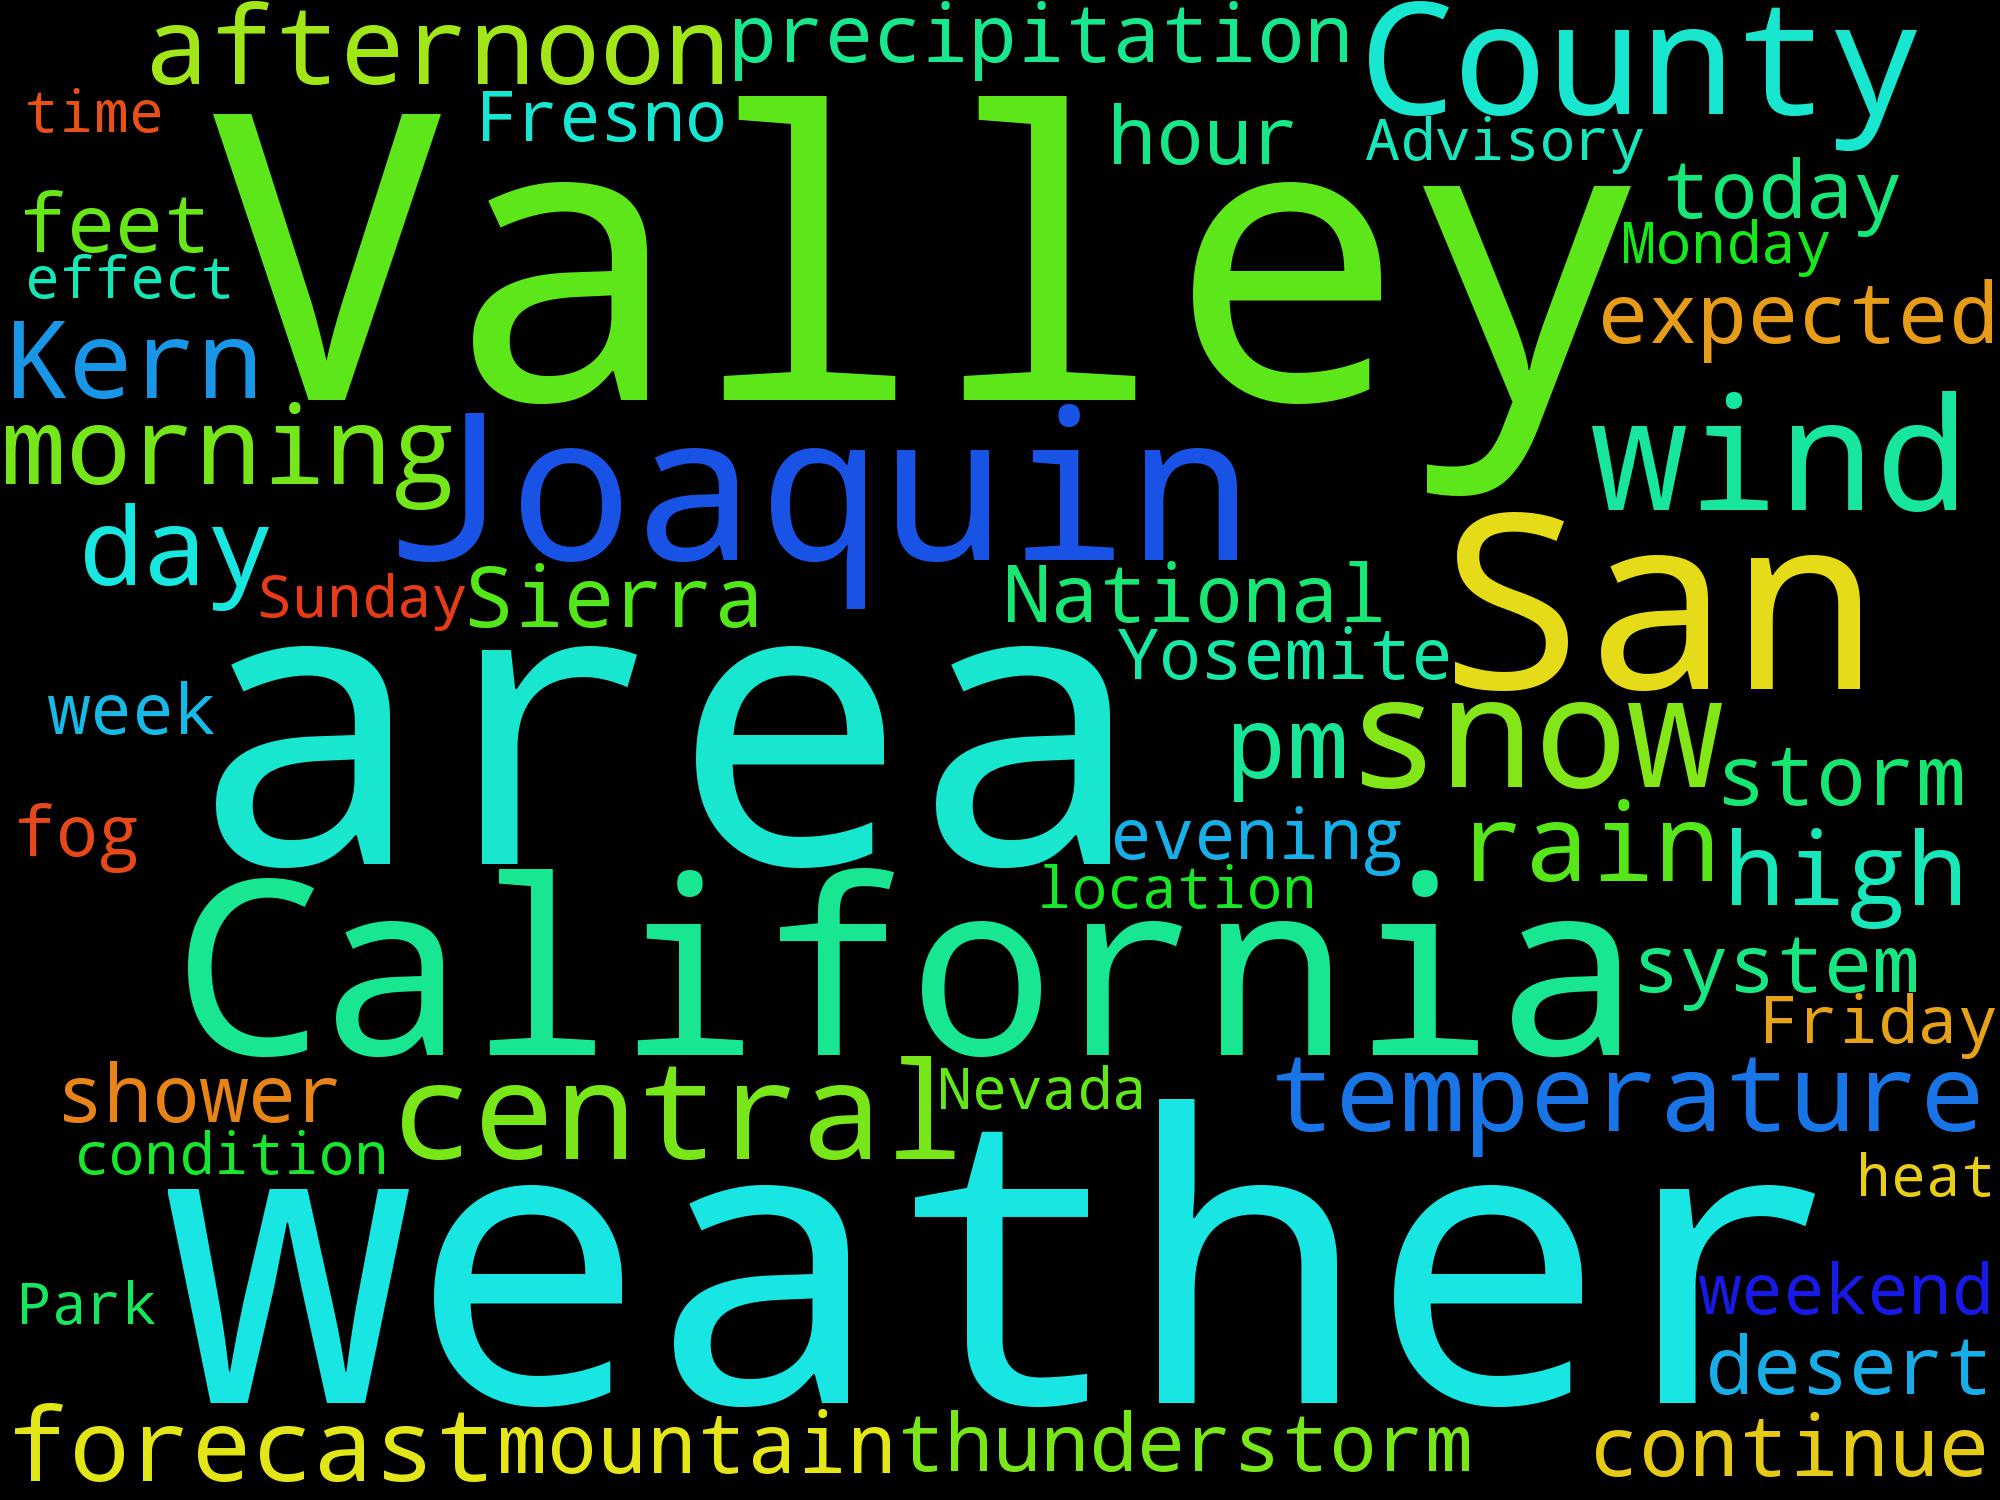 afternoon precipitation County
time Fresno hour Advisory
Valley
today
feet
Monday
effect
expected
Kern
morning Joaquin wind
day
San
Sunday Sierra National
Yosemite
area
week
pm snow
storm
fog
evening rain high
location
California
system
Friday
shower central Nevada temperature
condition
heat
weather
Park
weekend
desert
forecast mountain thunderstorm continue